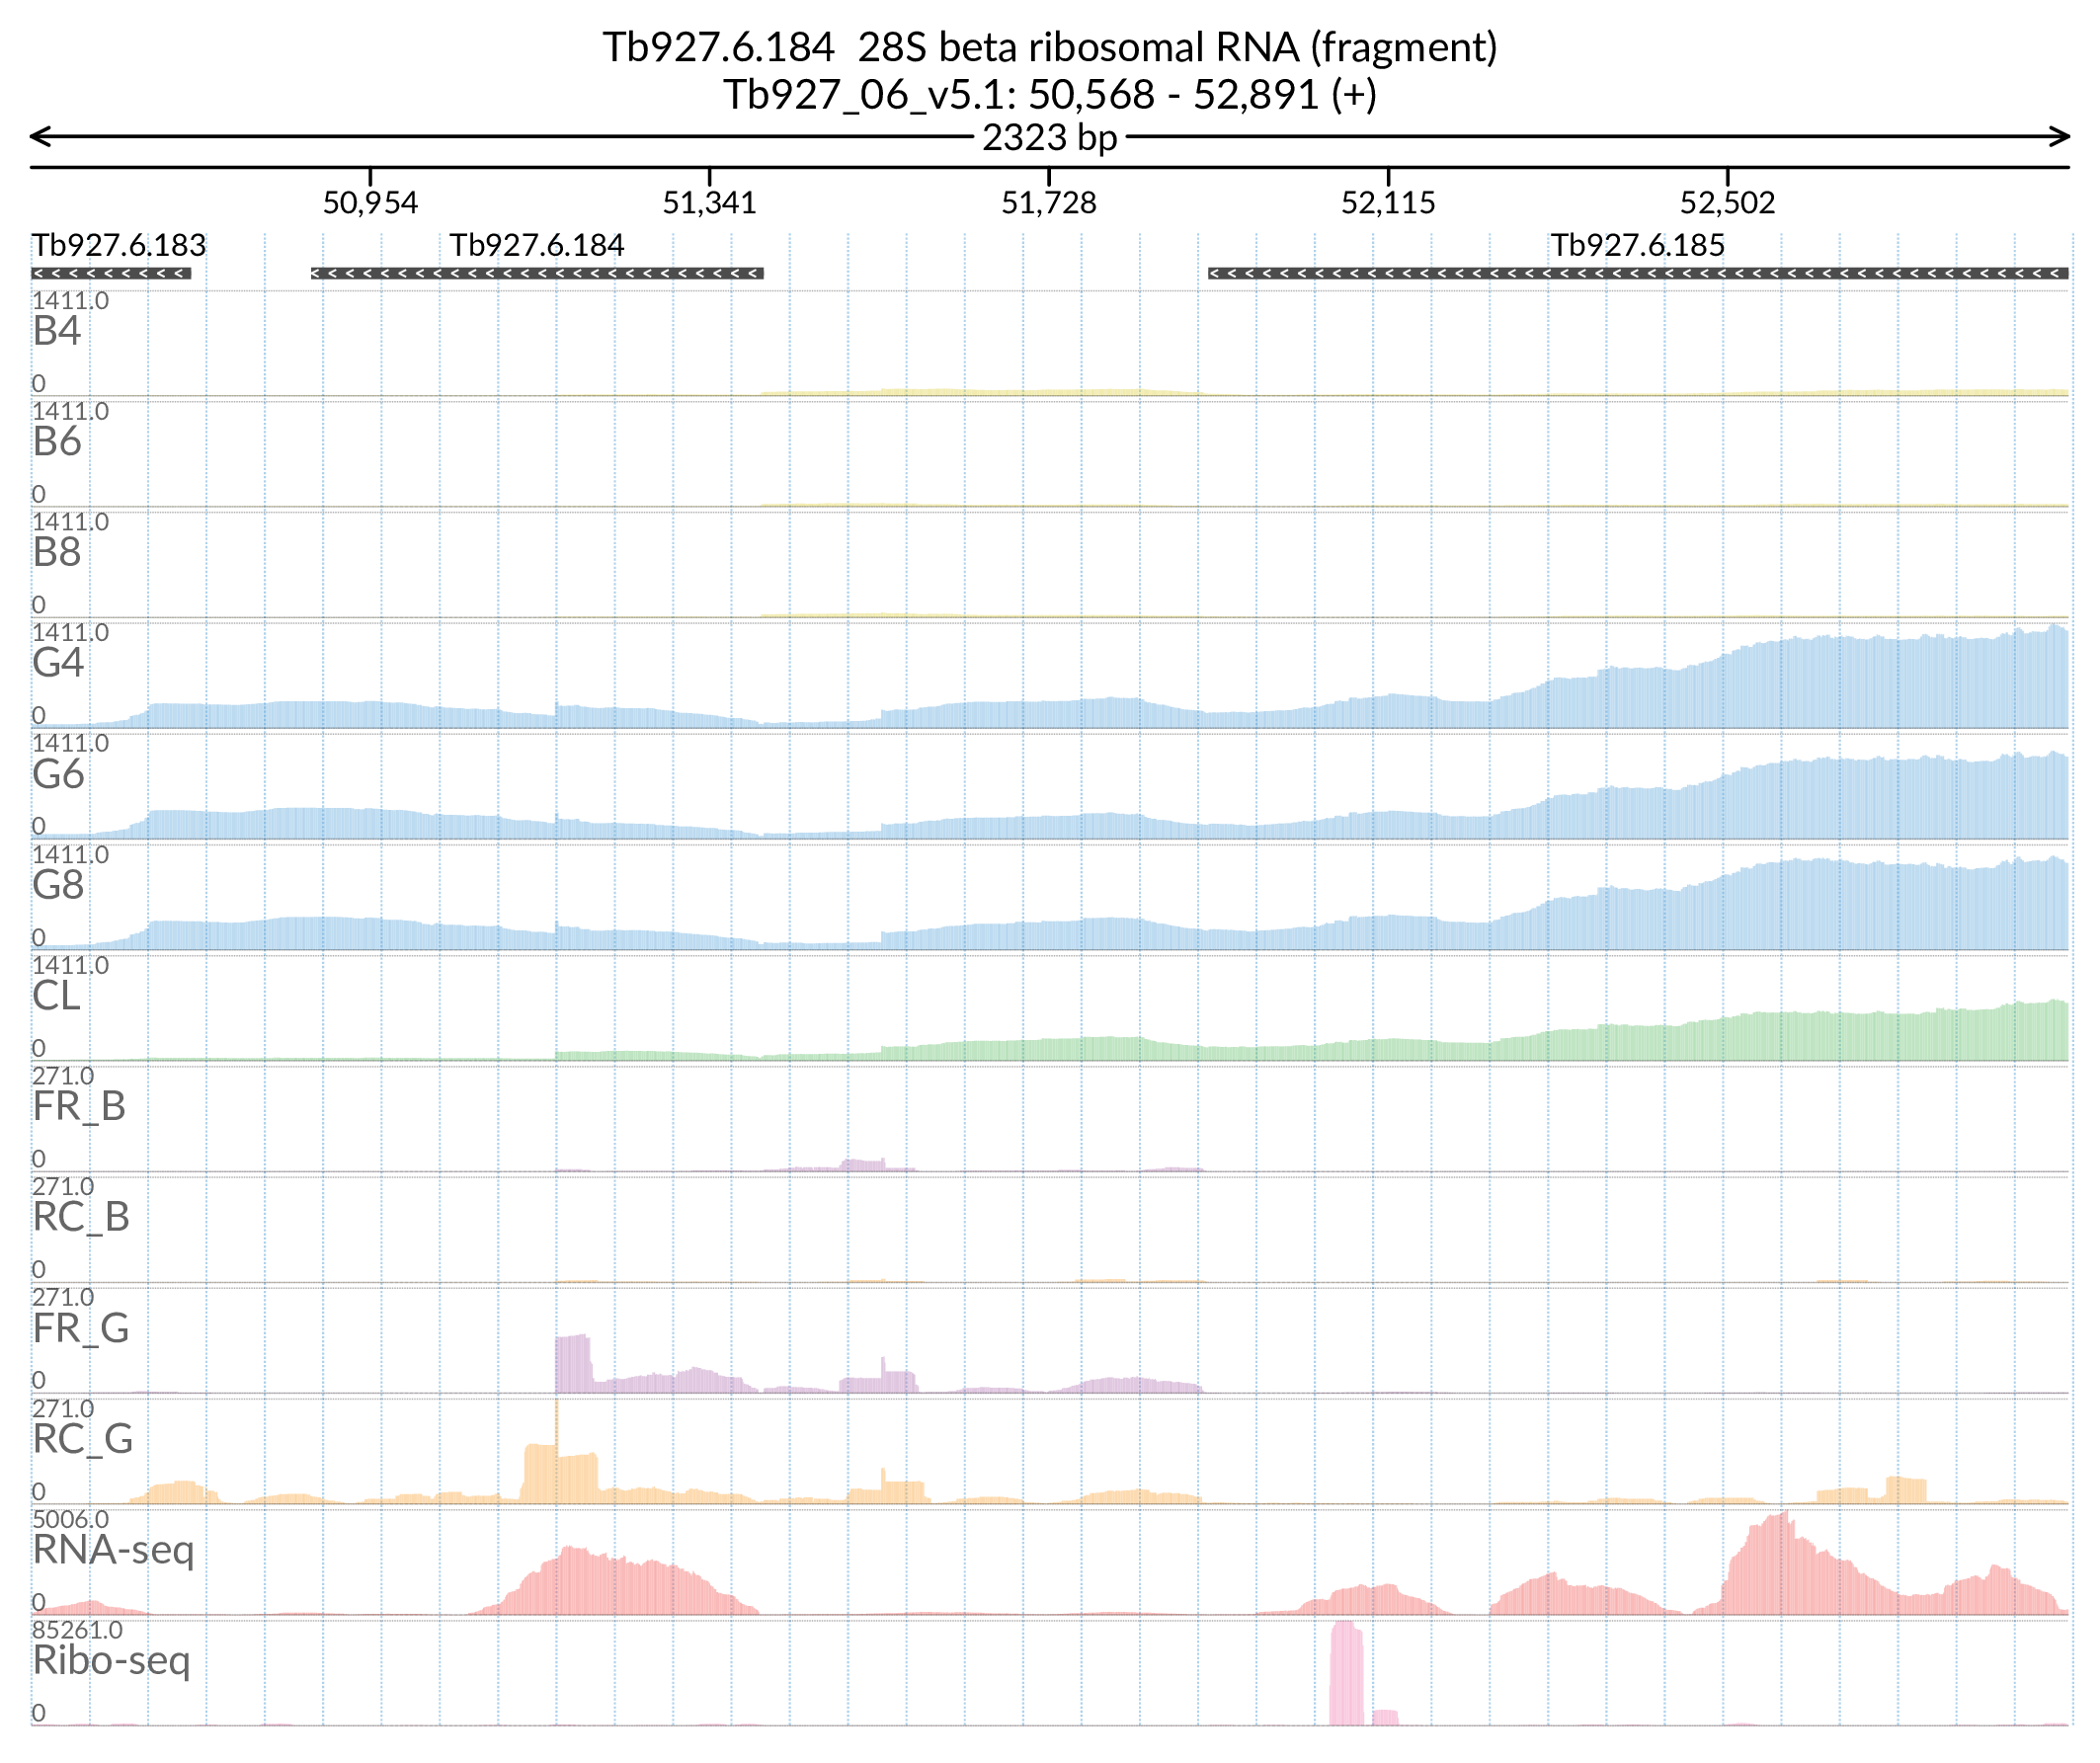 Tb927.6.184  28S beta ribosomal RNA (fragment)
Tb927_06_v5.1: 50,568 - 52,891 (+)
2323 bp
50,954 51,341 51,728 52,115 52,502
Tb927.6.183 Tb927.6.184 Tb927.6.185
1411.0
B4
0
1411.0
B6
0
1411.0
B8
0
1411.0
G4
0
1411.0
G6
0
1411.0
G8
0
1411.0
CL
0
271.0
FR_B
0
271.0
RC_B
0
271.0
FR_G
0
271.0
RC_G
0
5006.0
RNA-seq
0
85261.0
Ribo-seq
0